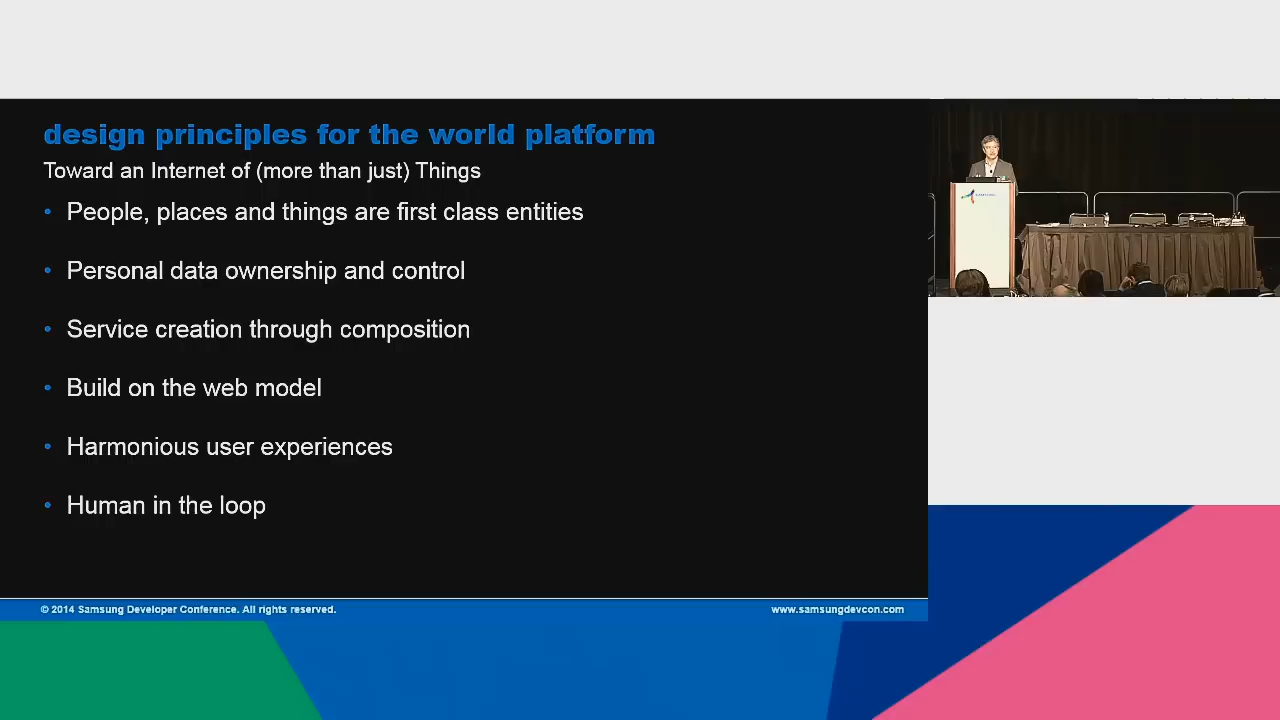 design principles for the world platform
Toward an Internet of (more than just) Things
• People, places and things are first class entities
• Personal data ownership and control
• Service creation through composition
• Build on the web model
• Harmonious user experiences
• Human in the loop
© 2014 Samsung Developer Conference. All rights reserved.
www.samsungdevcon.com